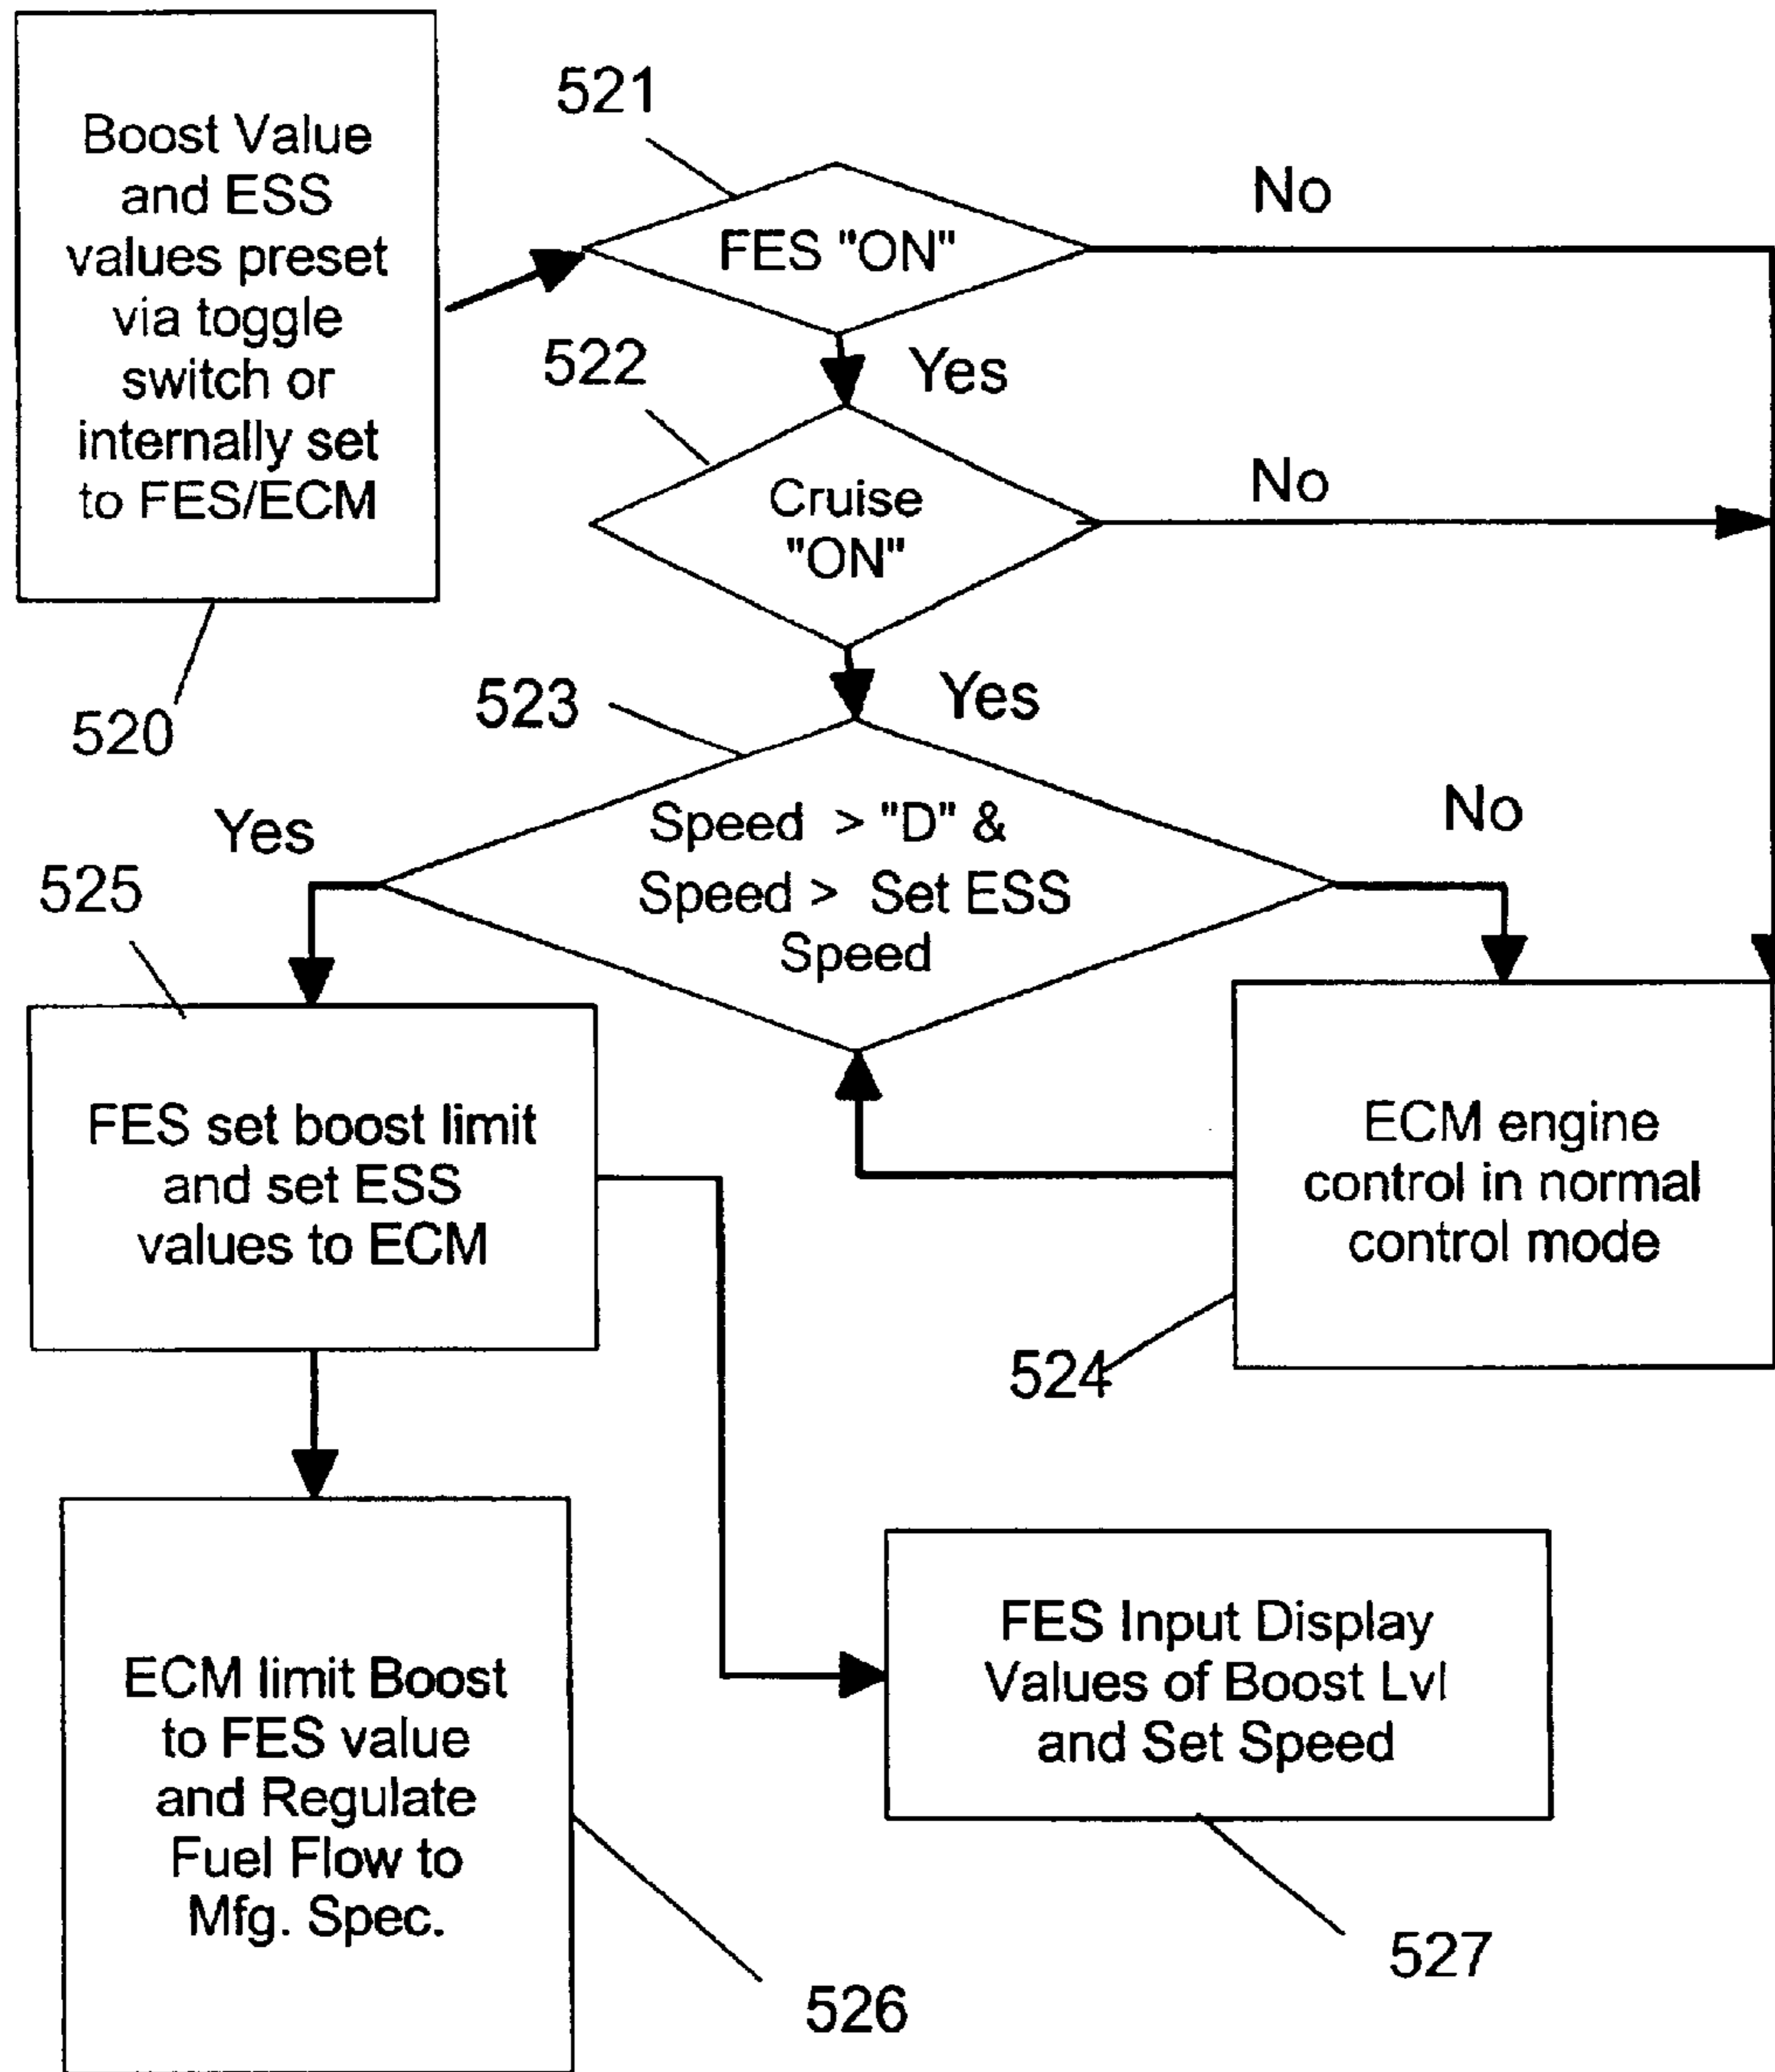 Boost Value
and ESS
values preset
via toggle
switch or
internally set
to FES/ECM
520
521
FES "ON"
No
Yes
522
Cruise
"ON"
No
Yes
523
Speed > "D" &
Speed > Set ESS
Speed
Yes
No
525
FES set boost limit
and set ESS
values to ECM
ECM engine
control in normal
control mode
524
ECM limit Boost
to FES value
and Regulate
Fuel Flow to
Mfg. Spec.
526
FES Input Display
Values of Boost Lvl
and Set Speed
527